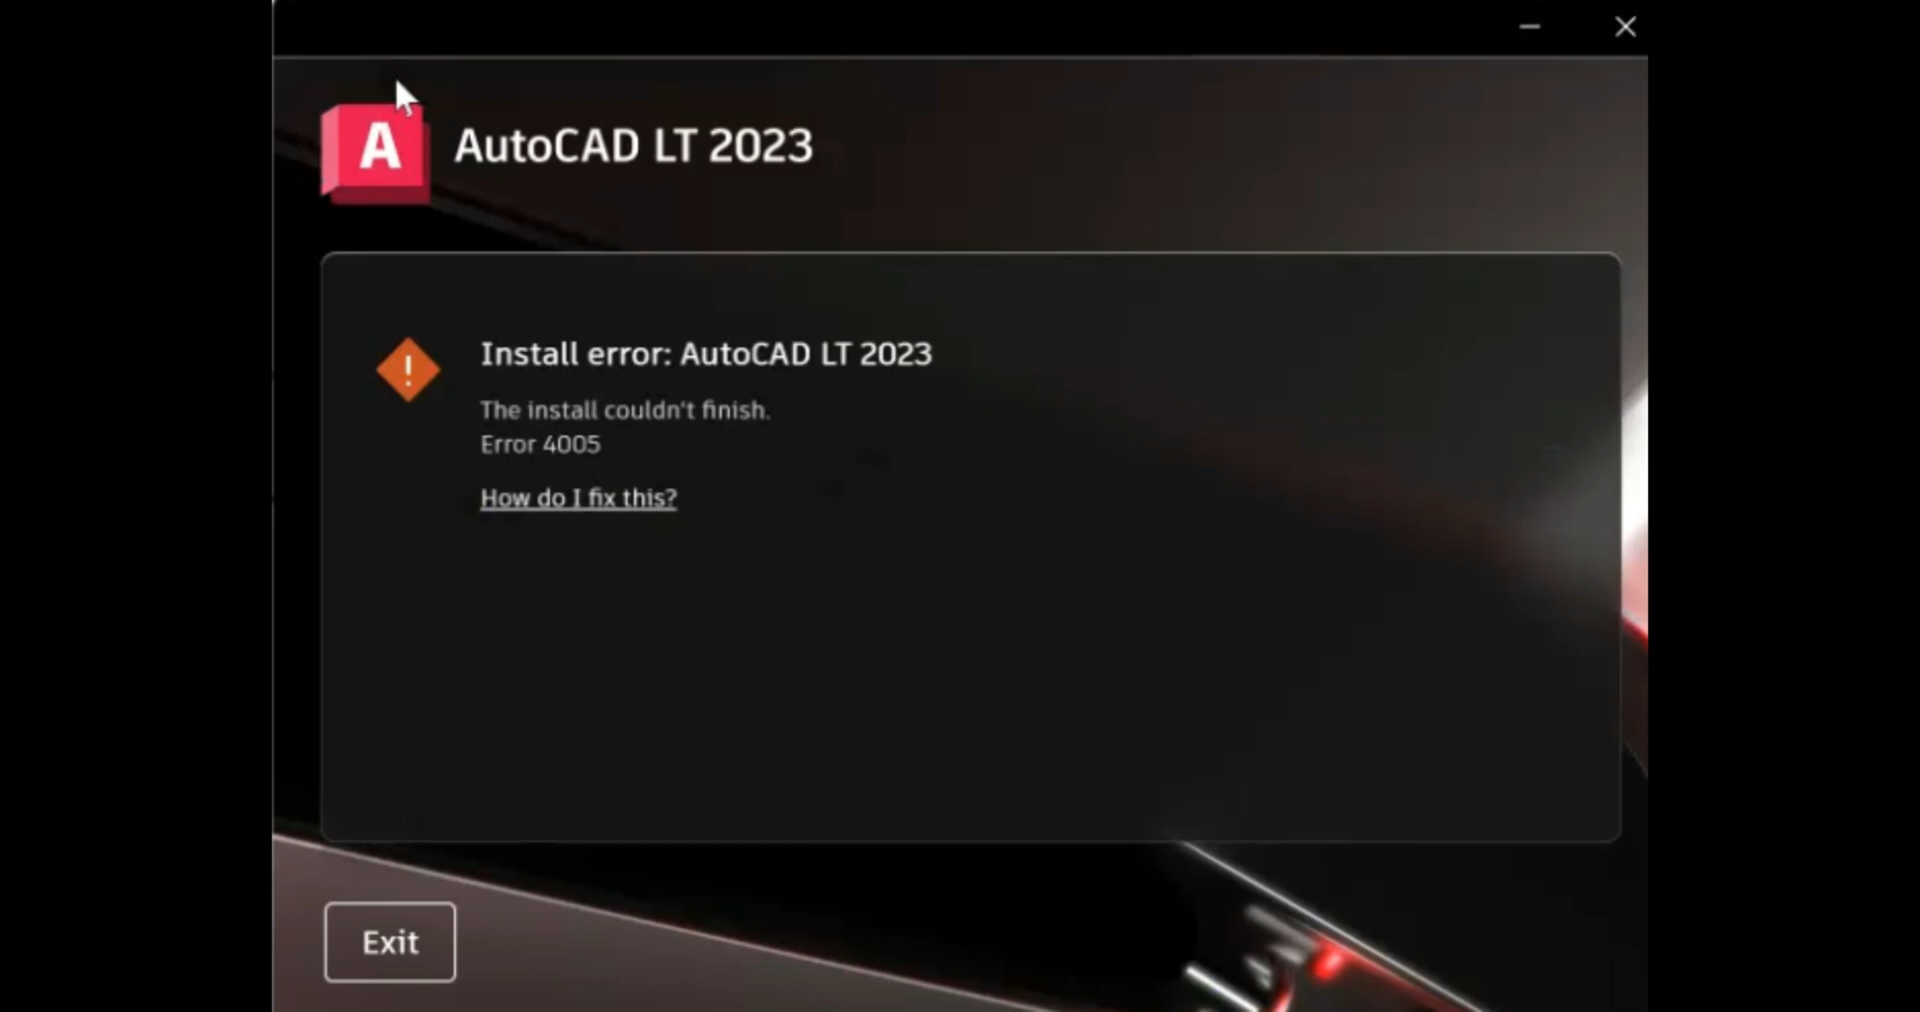 A AutoCAD LT 2023
Install error: AutoCAD LT 2023
The install couldn't finish.
Error 4005
How do I fix this?
Exit